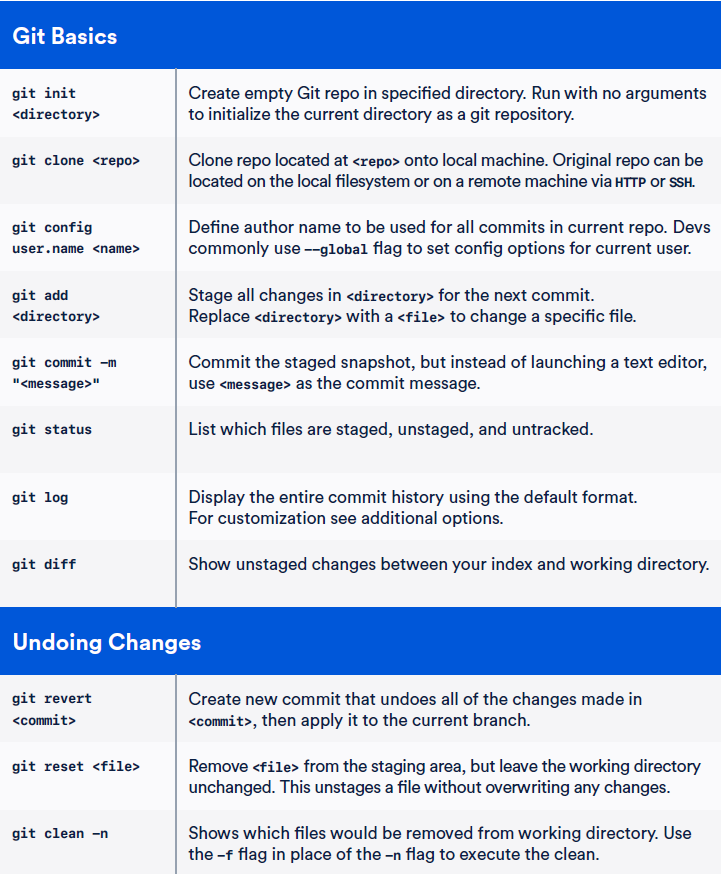 Git Basics
git init
<directory>
Create empty Git repo in specified directory. Run with no arguments
to initialize the current directory as a git repository.
git clone <repo>
Clone repo located at <repo> onto local machine. Original repo can be
located on the local filesystem or on a remote machine via HTTP or SSH.
git config
user.name <name>
Define author name to be used for all commits in current repo. Devs
commonly use --global flag to set config options for current user.
git add
<directory>
Stage all changes in <directory> for the next commit.
Replace <directory> with a <file> to change a specific file.
git commit -m
"<message>"
Commit the staged snapshot, but instead of launching a text editor,
use <message> as the commit message.
git status
List which files are staged, unstaged, and untracked.
git log
Display the entire commit history using the default format.
For customization see additional options.
git diff
Show unstaged changes between your index and working directory.
Undoing Changes
git revert
<commit>
Create new commit that undoes all of the changes made in
<commit>, then apply it to the current branch.
git reset <file>
Remove <file> from the staging area, but leave the working directory
unchanged. This unstages a file without overwriting any changes.
git clean -n
Shows which files would be removed from working directory. Use
the -f flag in place of the -n flag to execute the clean.